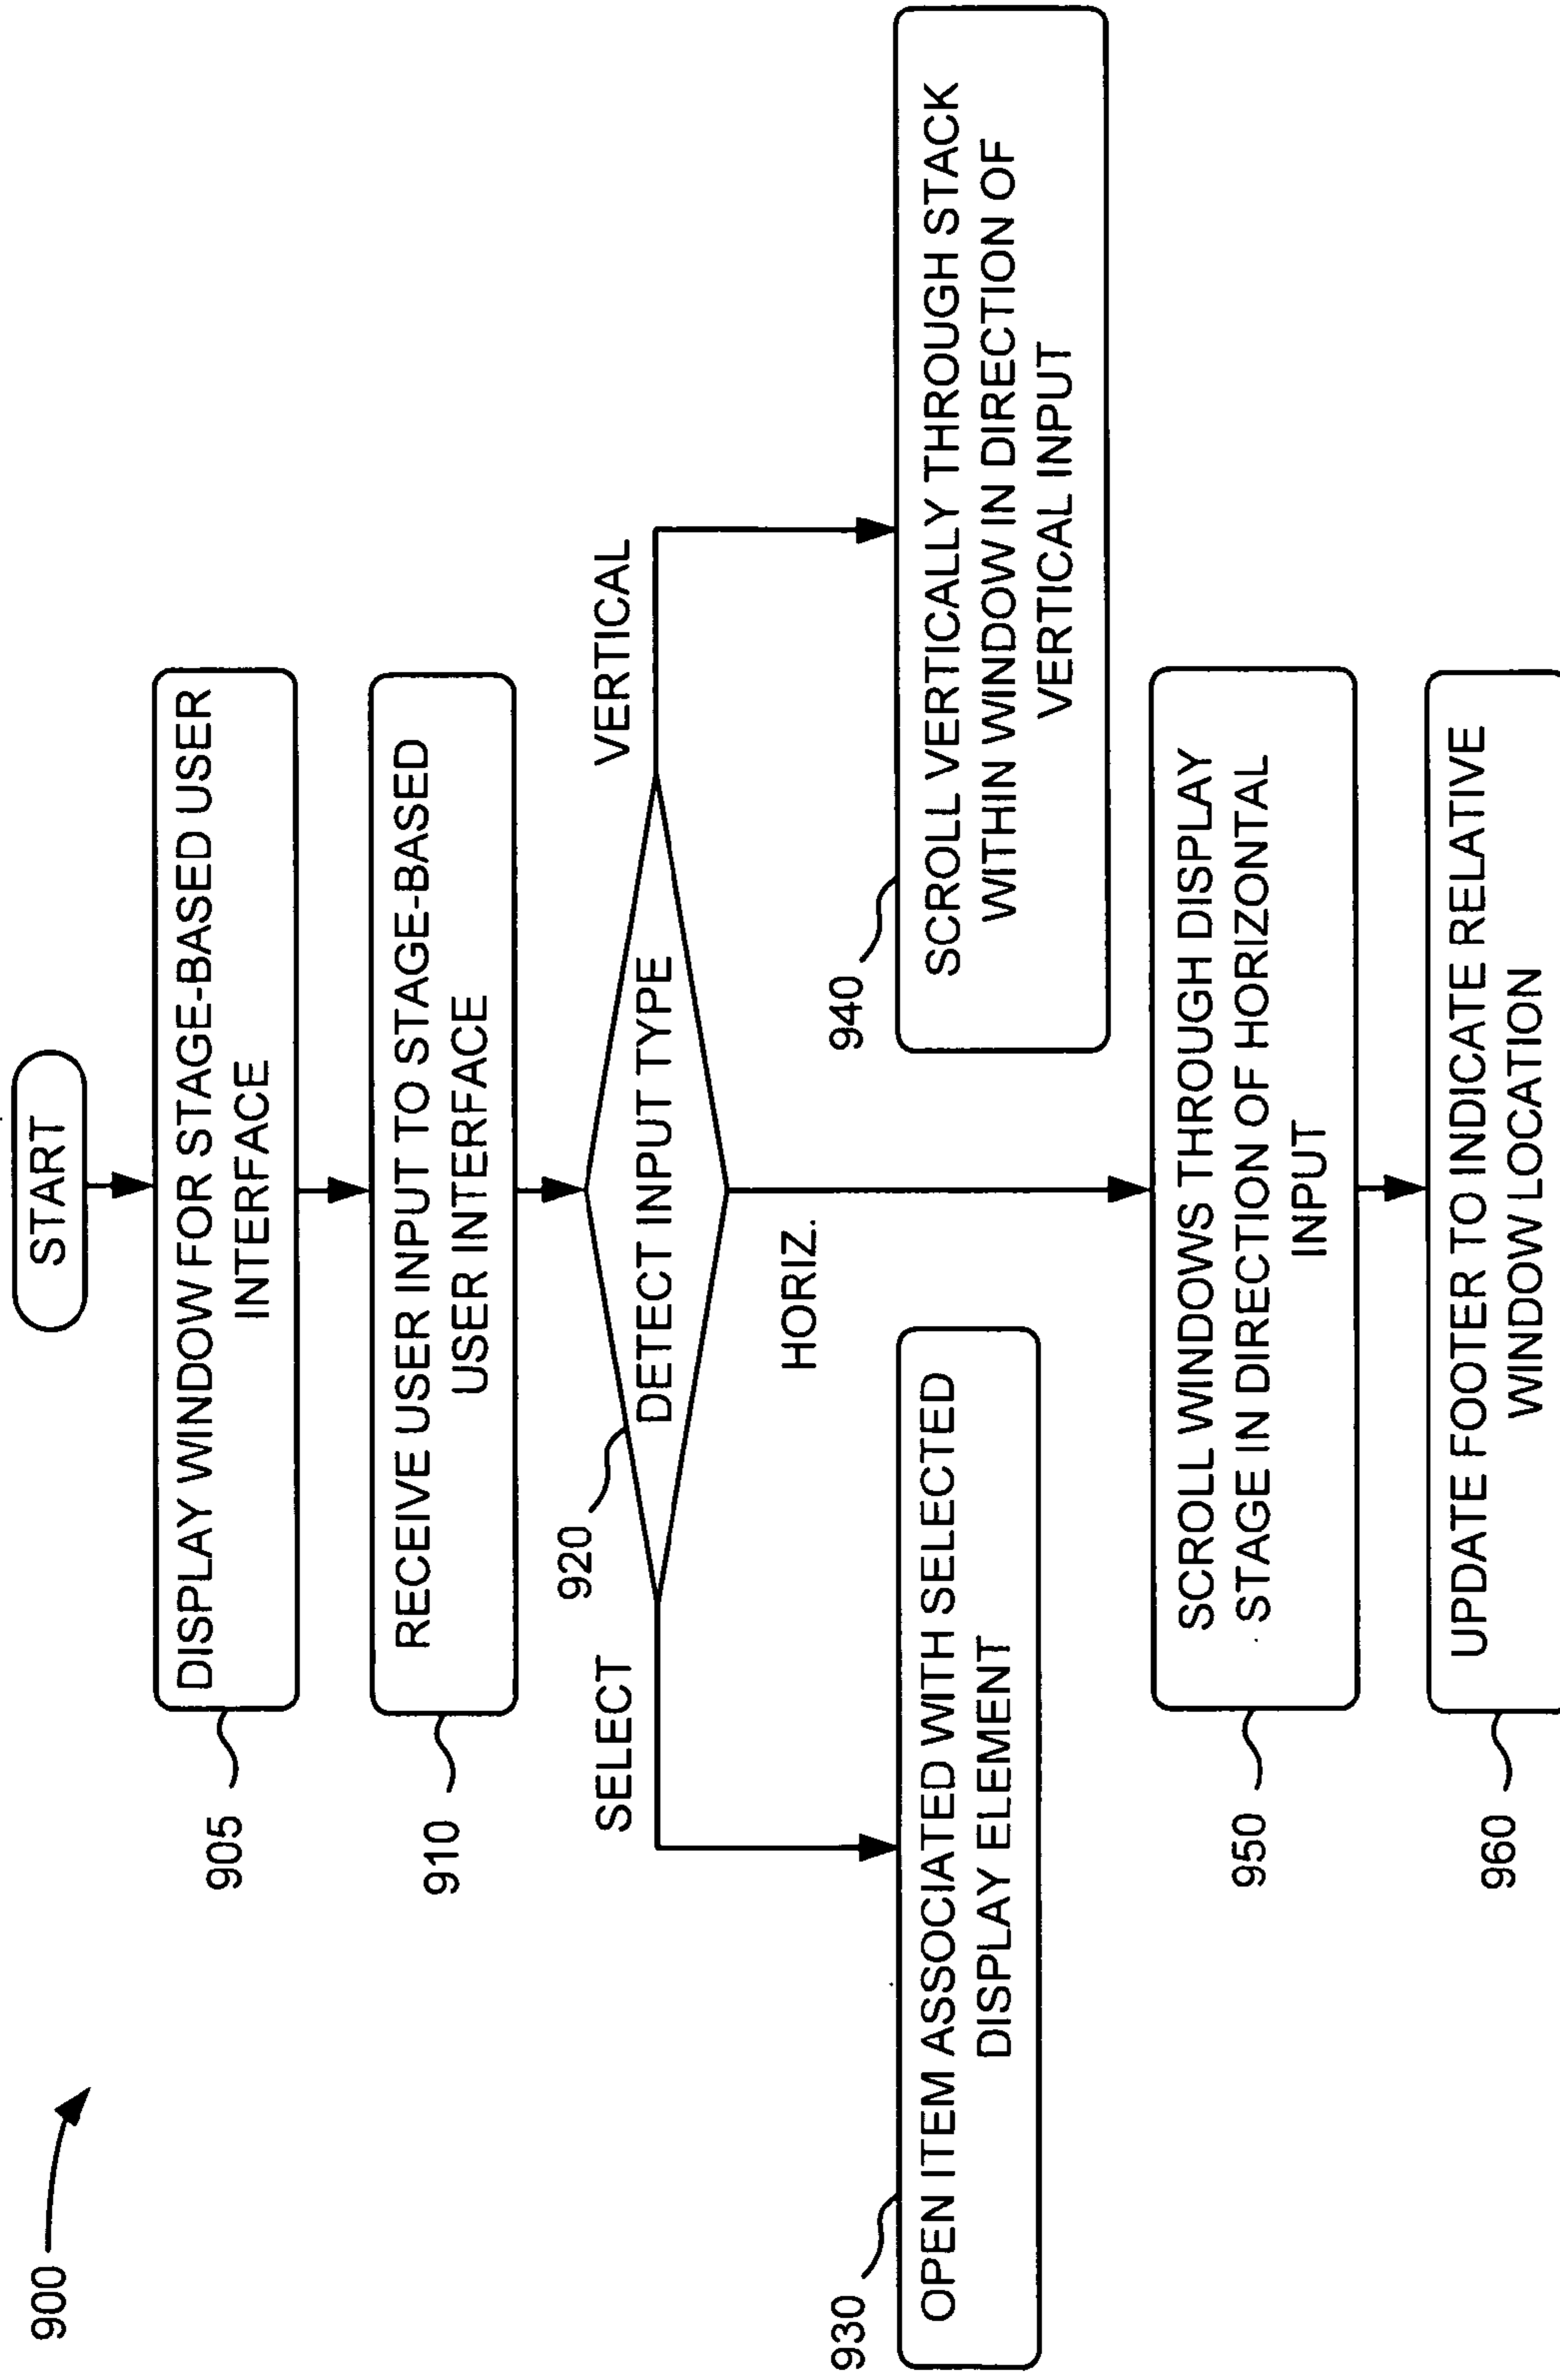 900
START
DISPLAY WINDOW FOR STAGE-BASED USER
INTERFACE
905
RECEIVE USER INPUT TO STAGE-BASED
USER INTERFACE
910
920
DETECT INPUT TYPE
SELECT
VERTICAL
HORIZ.
930
OPEN ITEM ASSOCIATED WITH SELECTED
DISPLAY ELEMENT
940
SCROLL VERTICALLY THROUGH STACK
WITHIN WINDOW IN DIRECTION OF
VERTICAL INPUT
SCROLL WINDOWS THROUGH DISPLAY
STAGE IN DIRECTION OF HORIZONTAL
INPUT
950
UPDATE FOOTER TO INDICATE RELATIVE
WINDOW LOCATION
960